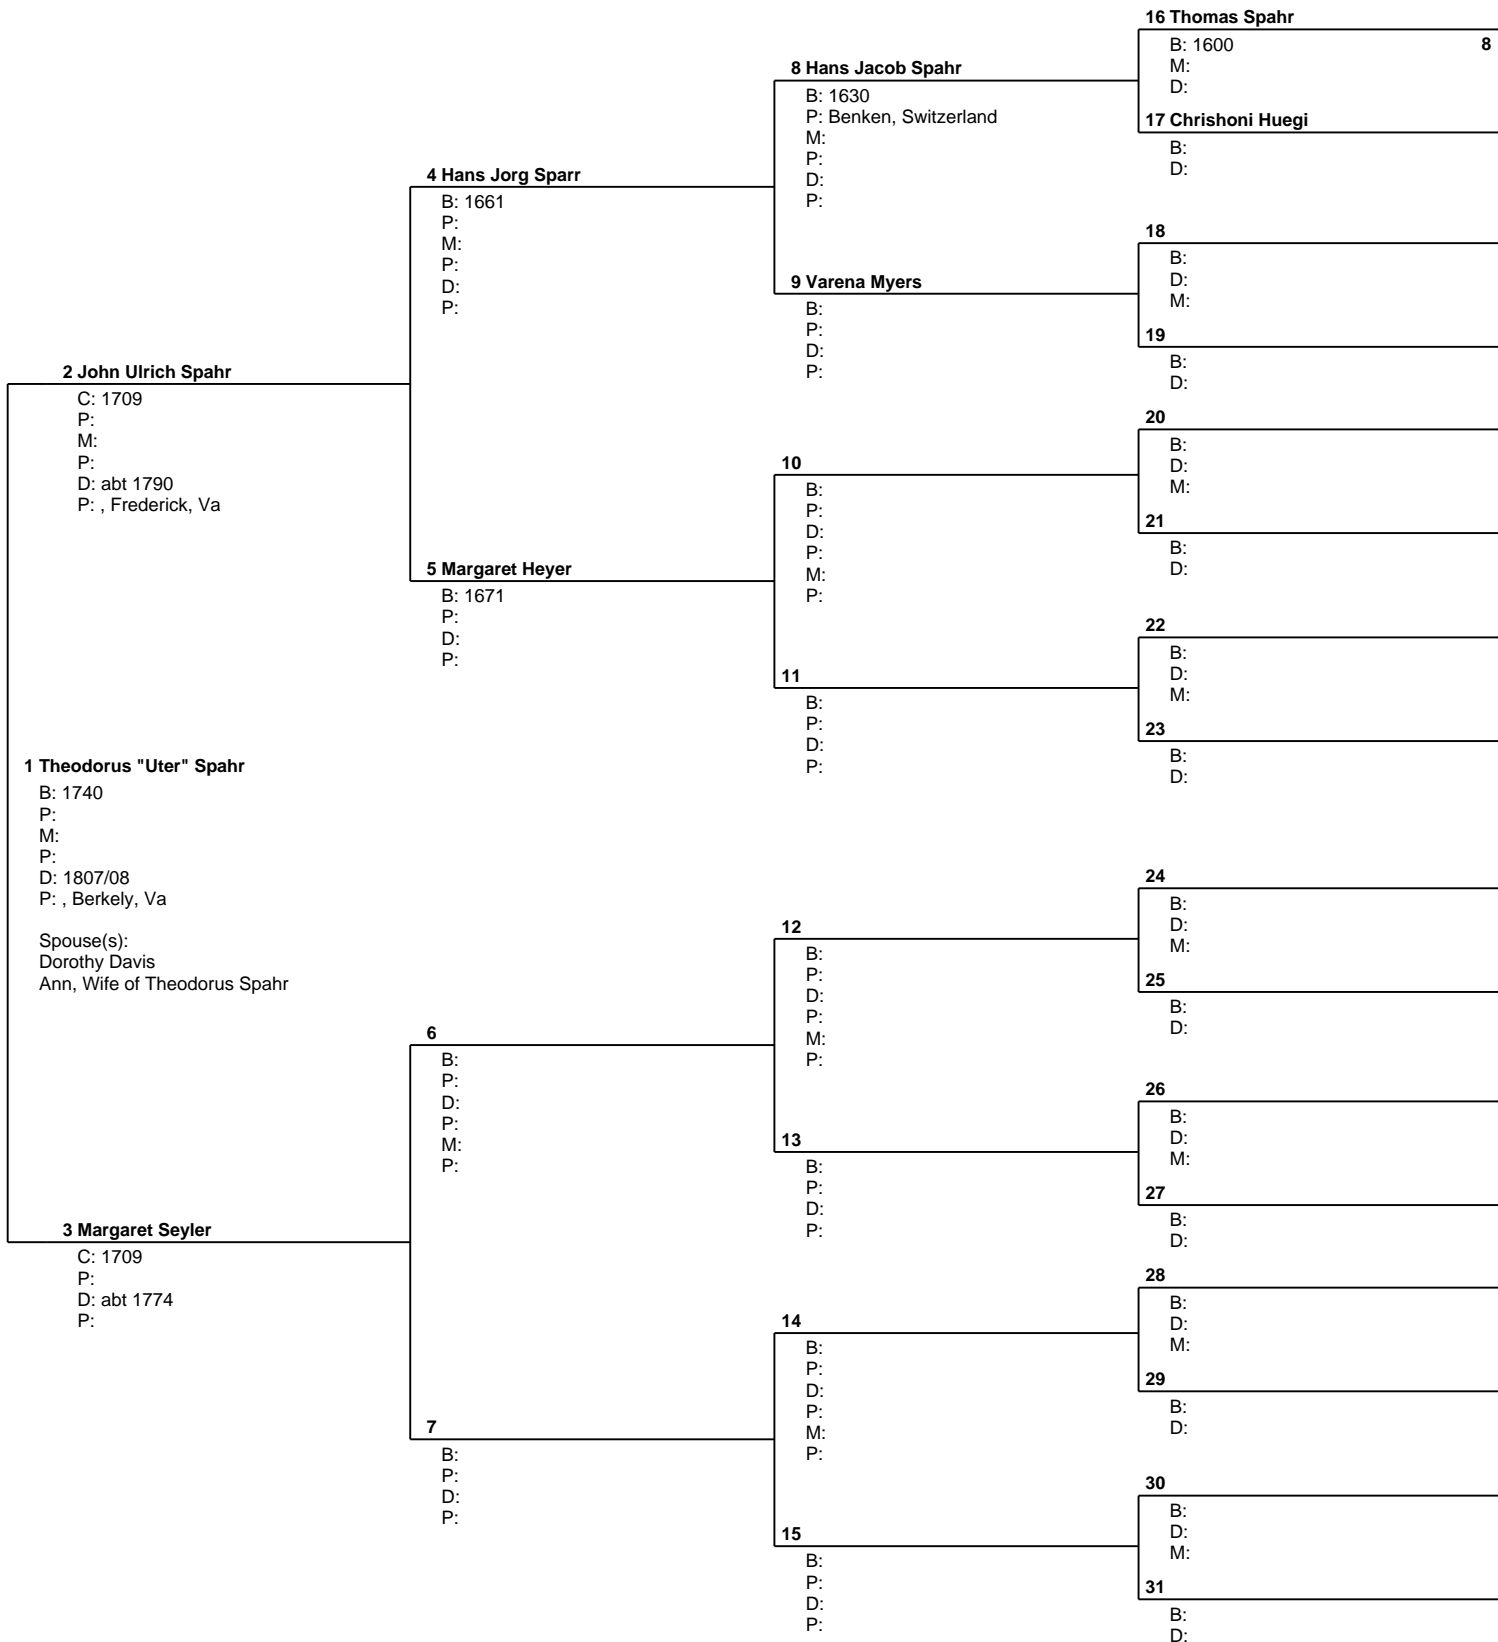 16 Thomas Spahr
B: 1600 8
M:
D:
8 Hans Jacob Spahr
B: 1630
P: Benken, Switzerland
M:
P:
D:
P:
17 Chrishoni Huegi
B:
D:
4 Hans Jorg Sparr
B: 1661
P:
M:
P:
D:
P:
18
B:
D:
M:
9 Varena Myers
B:
P:
D:
P:
19
B:
D:
2 John Ulrich Spahr
C: 1709
P:
M:
P:
D: abt 1790
P: , Frederick, Va
20
B:
D:
M:
10
B:
P:
D:
P:
M:
P:
21
B:
D:
5 Margaret Heyer
B: 1671
P:
D:
P:
22
B:
D:
M:
11
B:
P:
D:
P:
23
B:
D:
1 Theodorus "Uter" Spahr
B: 1740
P:
M:
P:
D: 1807/08
P: , Berkely, Va
Spouse(s):
Dorothy Davis
Ann, Wife of Theodorus Spahr
24
B:
D:
M:
12
B:
P:
D:
P:
M:
P:
25
B:
D:
6
B:
P:
D:
P:
M:
P:
26
B:
D:
M:
13
B:
P:
D:
P:
27
B:
D:
3 Margaret Seyler
C: 1709
P:
D: abt 1774
P:
28
B:
D:
M:
14
B:
P:
D:
P:
M:
P:
29
B:
D:
7
B:
P:
D:
P:
30
B:
D:
M:
15
B:
P:
D:
P:
31
B:
D: